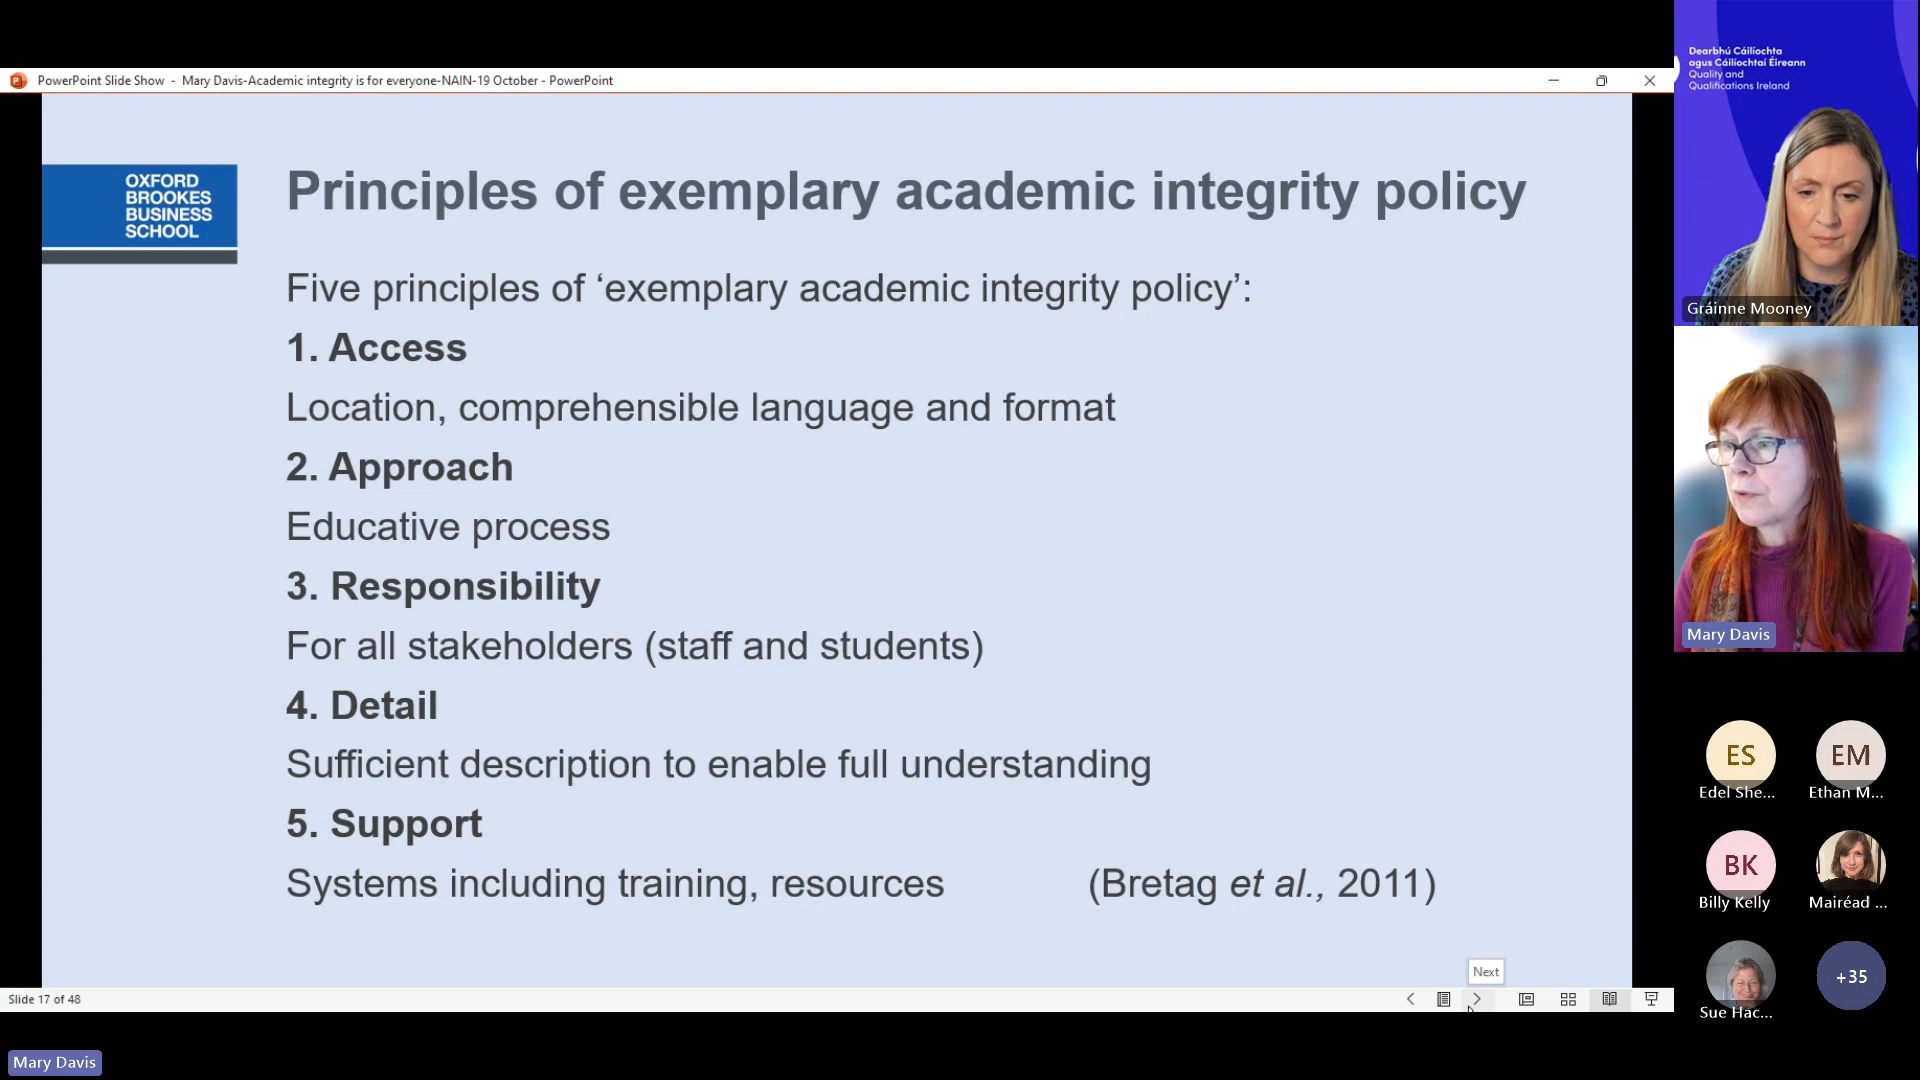 PowerPoint Slide Show - Mary Davis-Academic integrity is for everyone-NAIN-19 October - PowerPoint
OXFORD
BROOKES
BUSINESS
SCHOOL
Principles of exemplary academic integrity policy
Five principles of ‘exemplary academic integrity policy’:
1. Access
Location, comprehensible language and format
2. Approach
Educative process
3. Responsibility
For all stakeholders (staff and students)
4. Detail
Sufficient description to enable full understanding
5. Support
Systems including training, resources (Bretag et al., 2011)
Next
Slide 17 of 48
Mary Davis
Dearbhú Cáilíochta
agus Cáilíochtaí Éireann
Quality and
Qualifications Ireland
Gráinne Mooney
Mary Davis
ES
Edel She...
EM
Ethan M...
BK
Billy Kelly
Mairéad ...
Sue Hac...
+35